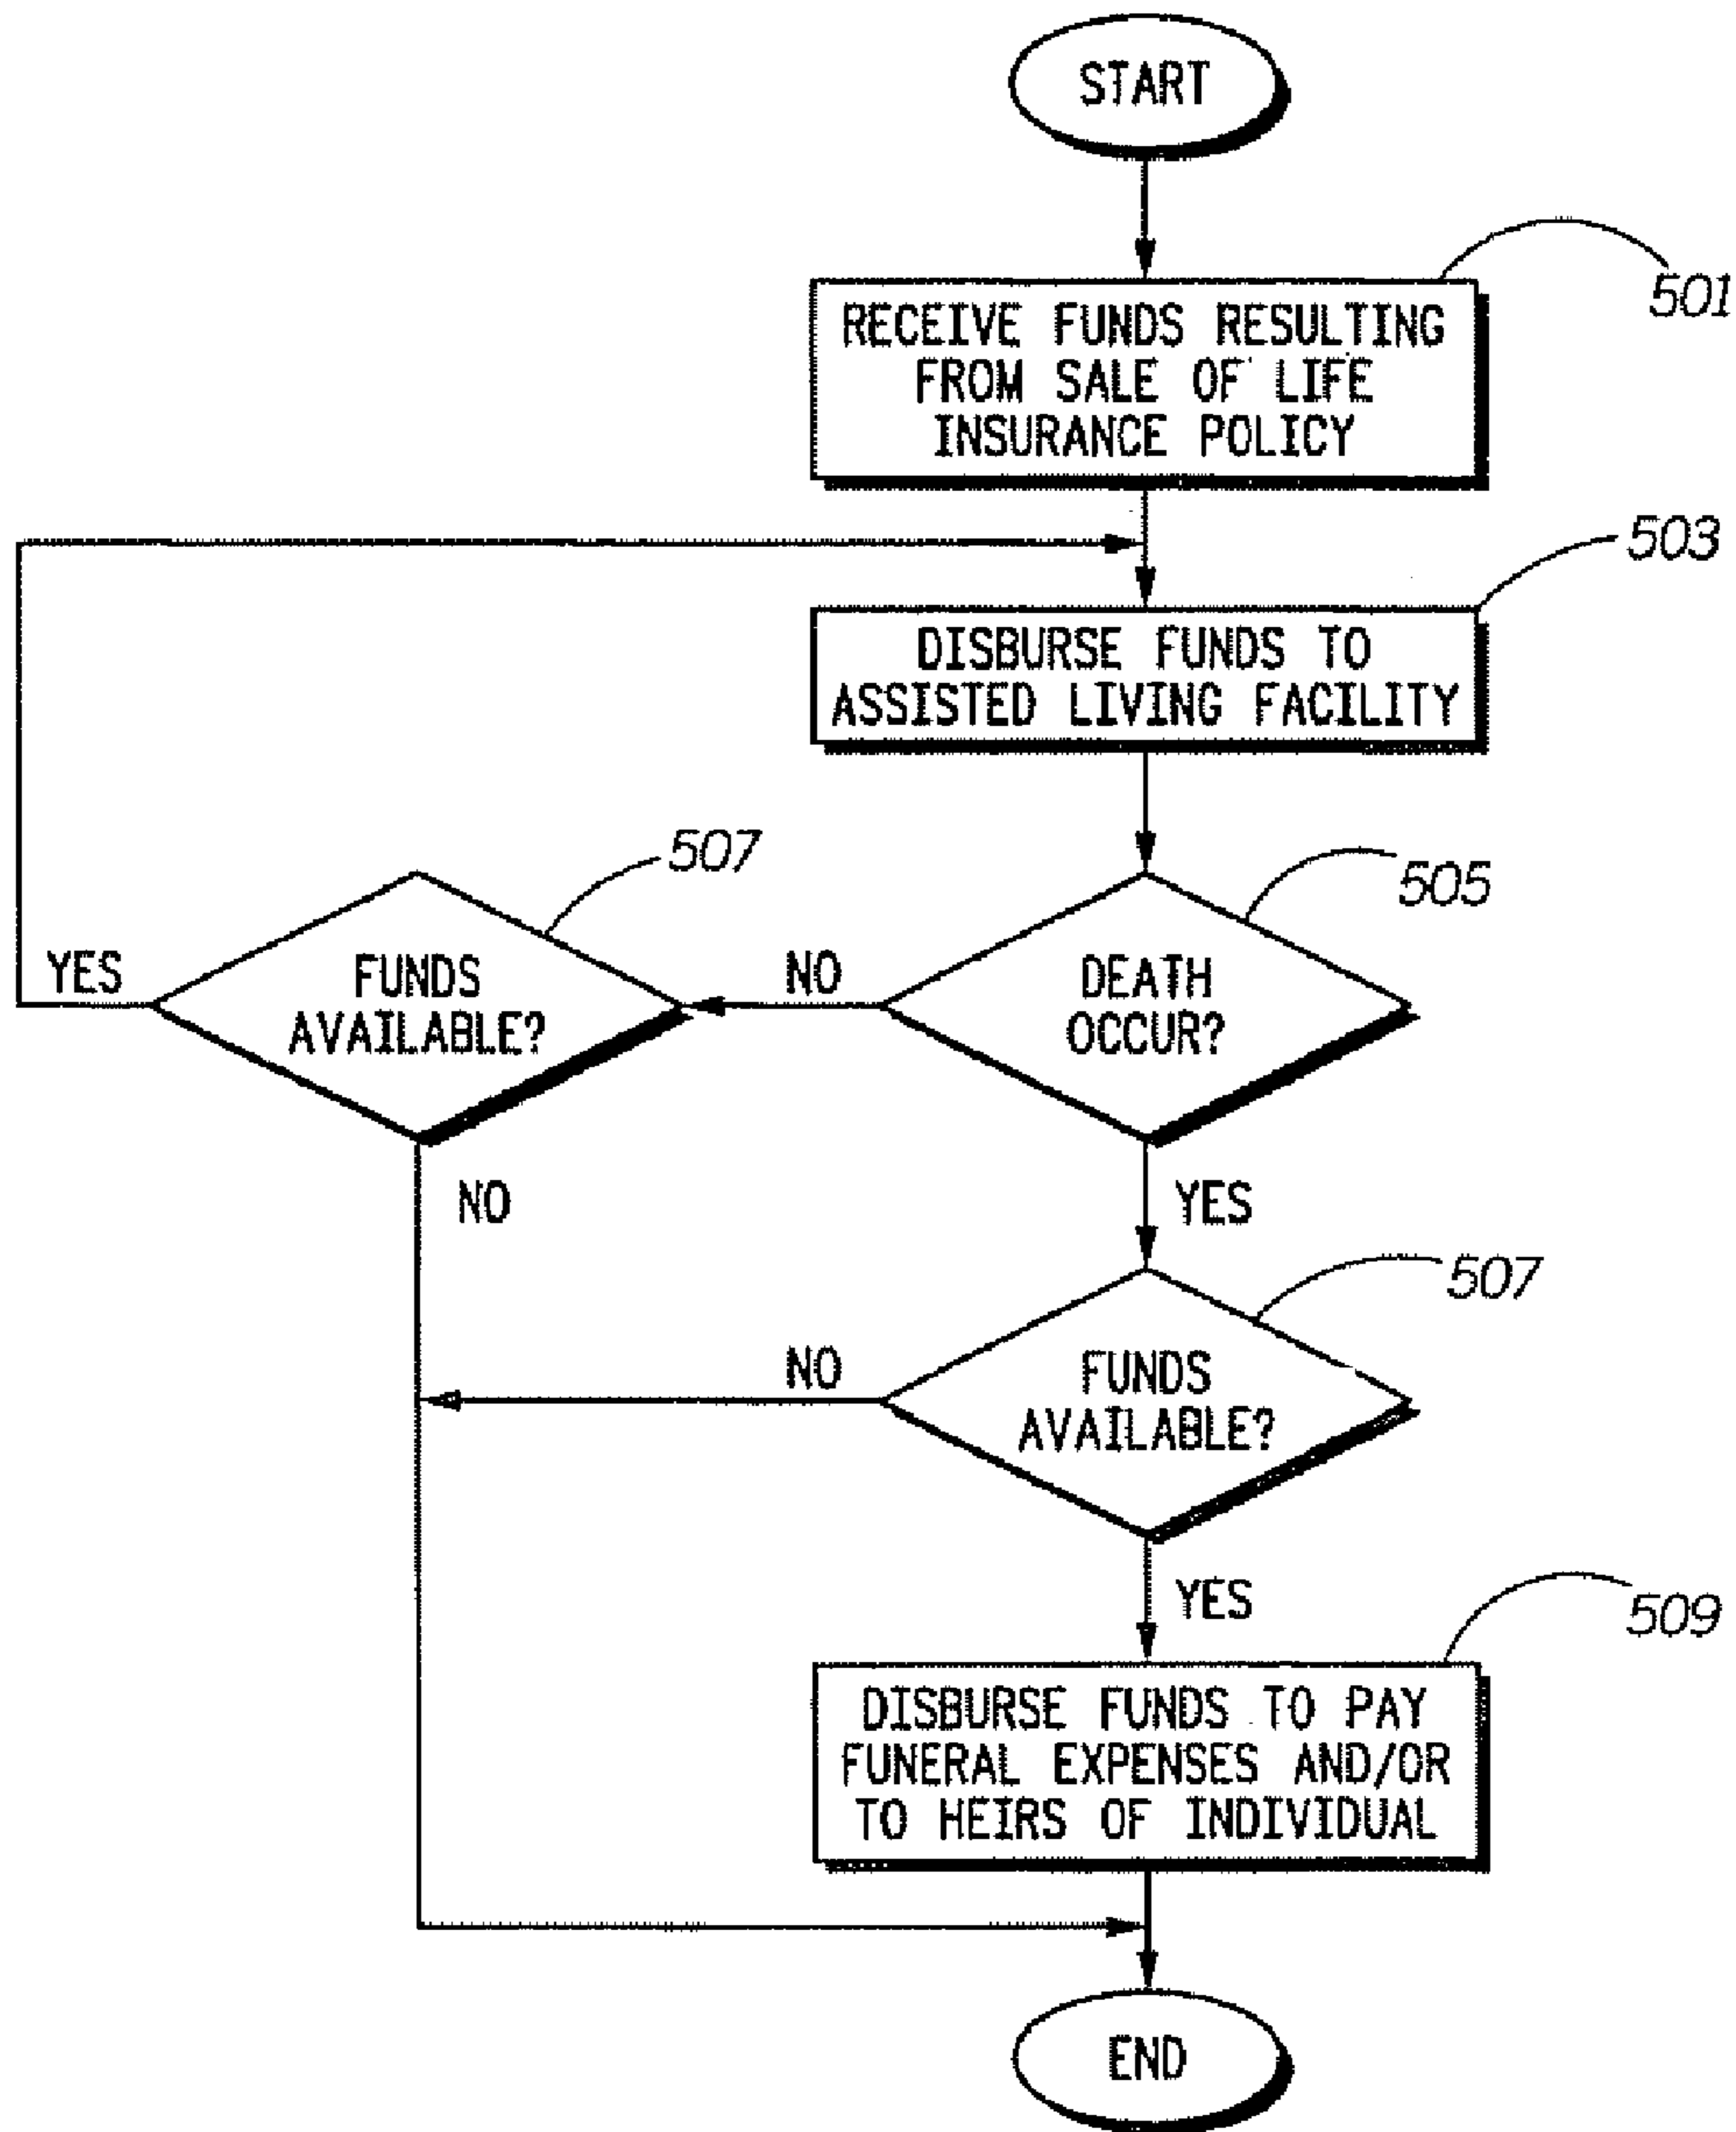 START
501
RECEIVE FUNDS RESULTING
FROM SALE OF LIFE
INSURANCE POLICY
503
DISBURSE FUNDS TO
ASSISTED LIVING FACILITY
507
505
YES
FUNDS
AVAILABLE?
NO
DEATH
OCCUR?
NO
YES
507
NO
FUNDS
AVAILABLE?
YES
509
DISBURSE FUNDS TO PAY
FUNERAL EXPENSES AND/OR
TO HEIRS OF INDIVIDUAL
END